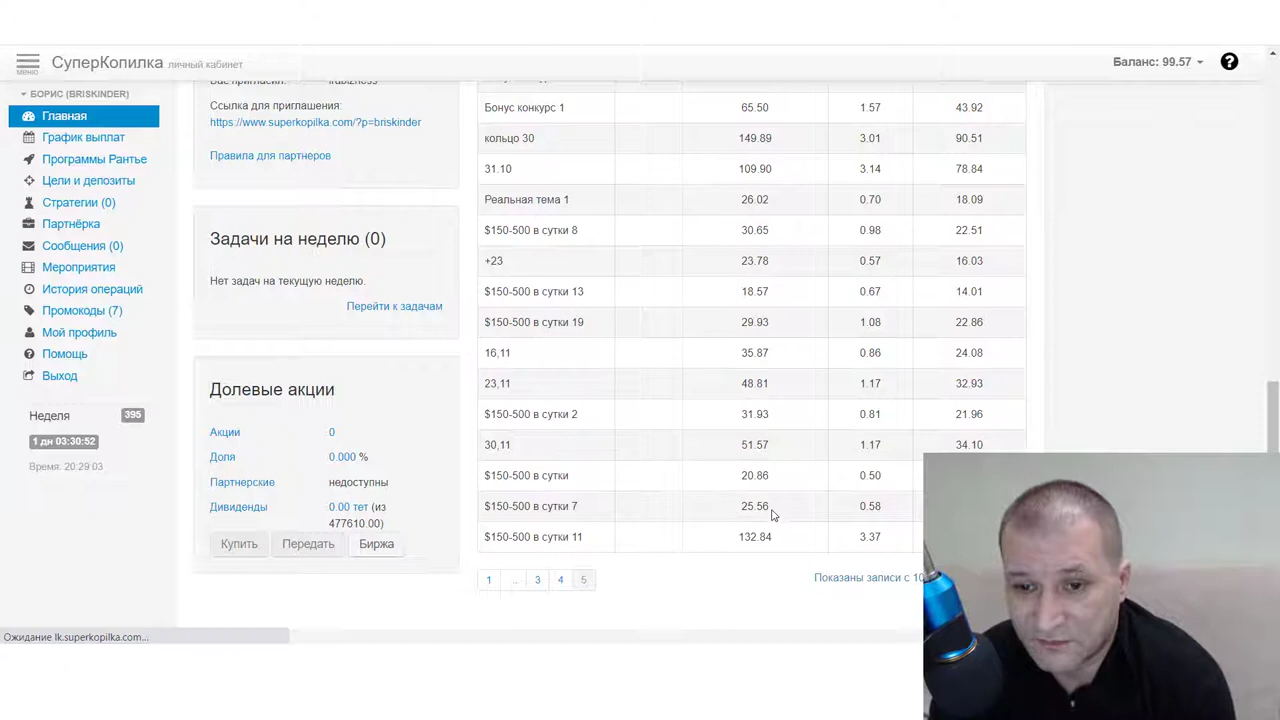 СуперКопилка личный кабинет
меню
Баланс: 99.57
БОРИС (BRISKINDER)
Главная
График выплат
Программы Рантье
Цели и депозиты
Стратегии (0)
Партнёрка
Сообщения (0)
Мероприятия
История операций
Промокоды (7)
Мой профиль
Помощь
Выход
Неделя 395
1 дн 03:30:52
Время: 20:29 03
Вас пригласил: irabizness
Ссылка для приглашения:
https://www.superkopilka.com/?p=briskinder
Правила для партнеров
Задачи на неделю (0)
Нет задач на текущую неделю.
Перейти к задачам
Долевые акции
Акции 0
Доля 0.000 %
Партнерские недоступны
Дивиденды 0.00 тет (из
477610.00)
Купить Передать Биржа
Бонус конкурс 1 65.50 1.57 43.92
кольцо 30 149.89 3.01 90.51
31.10 109.90 3.14 78.84
Реальная тема 1 26.02 0.70 18.09
$150-500 в сутки 8 30.65 0.98 22.51
+23 23.78 0.57 16.03
$150-500 в сутки 13 18.57 0.67 14.01
$150-500 в сутки 19 29.93 1.08 22.86
16,11 35.87 0.86 24.08
23,11 48.81 1.17 32.93
$150-500 в сутки 2 31.93 0.81 21.96
30,11 51.57 1.17 34.10
$150-500 в сутки 20.86 0.50
$150-500 в сутки 7 25.56 0.58
$150-500 в сутки 11 132.84 3.37
1 .. 3 4 5
Показаны записи с 10
Ожидание lk.superkopilka.com...